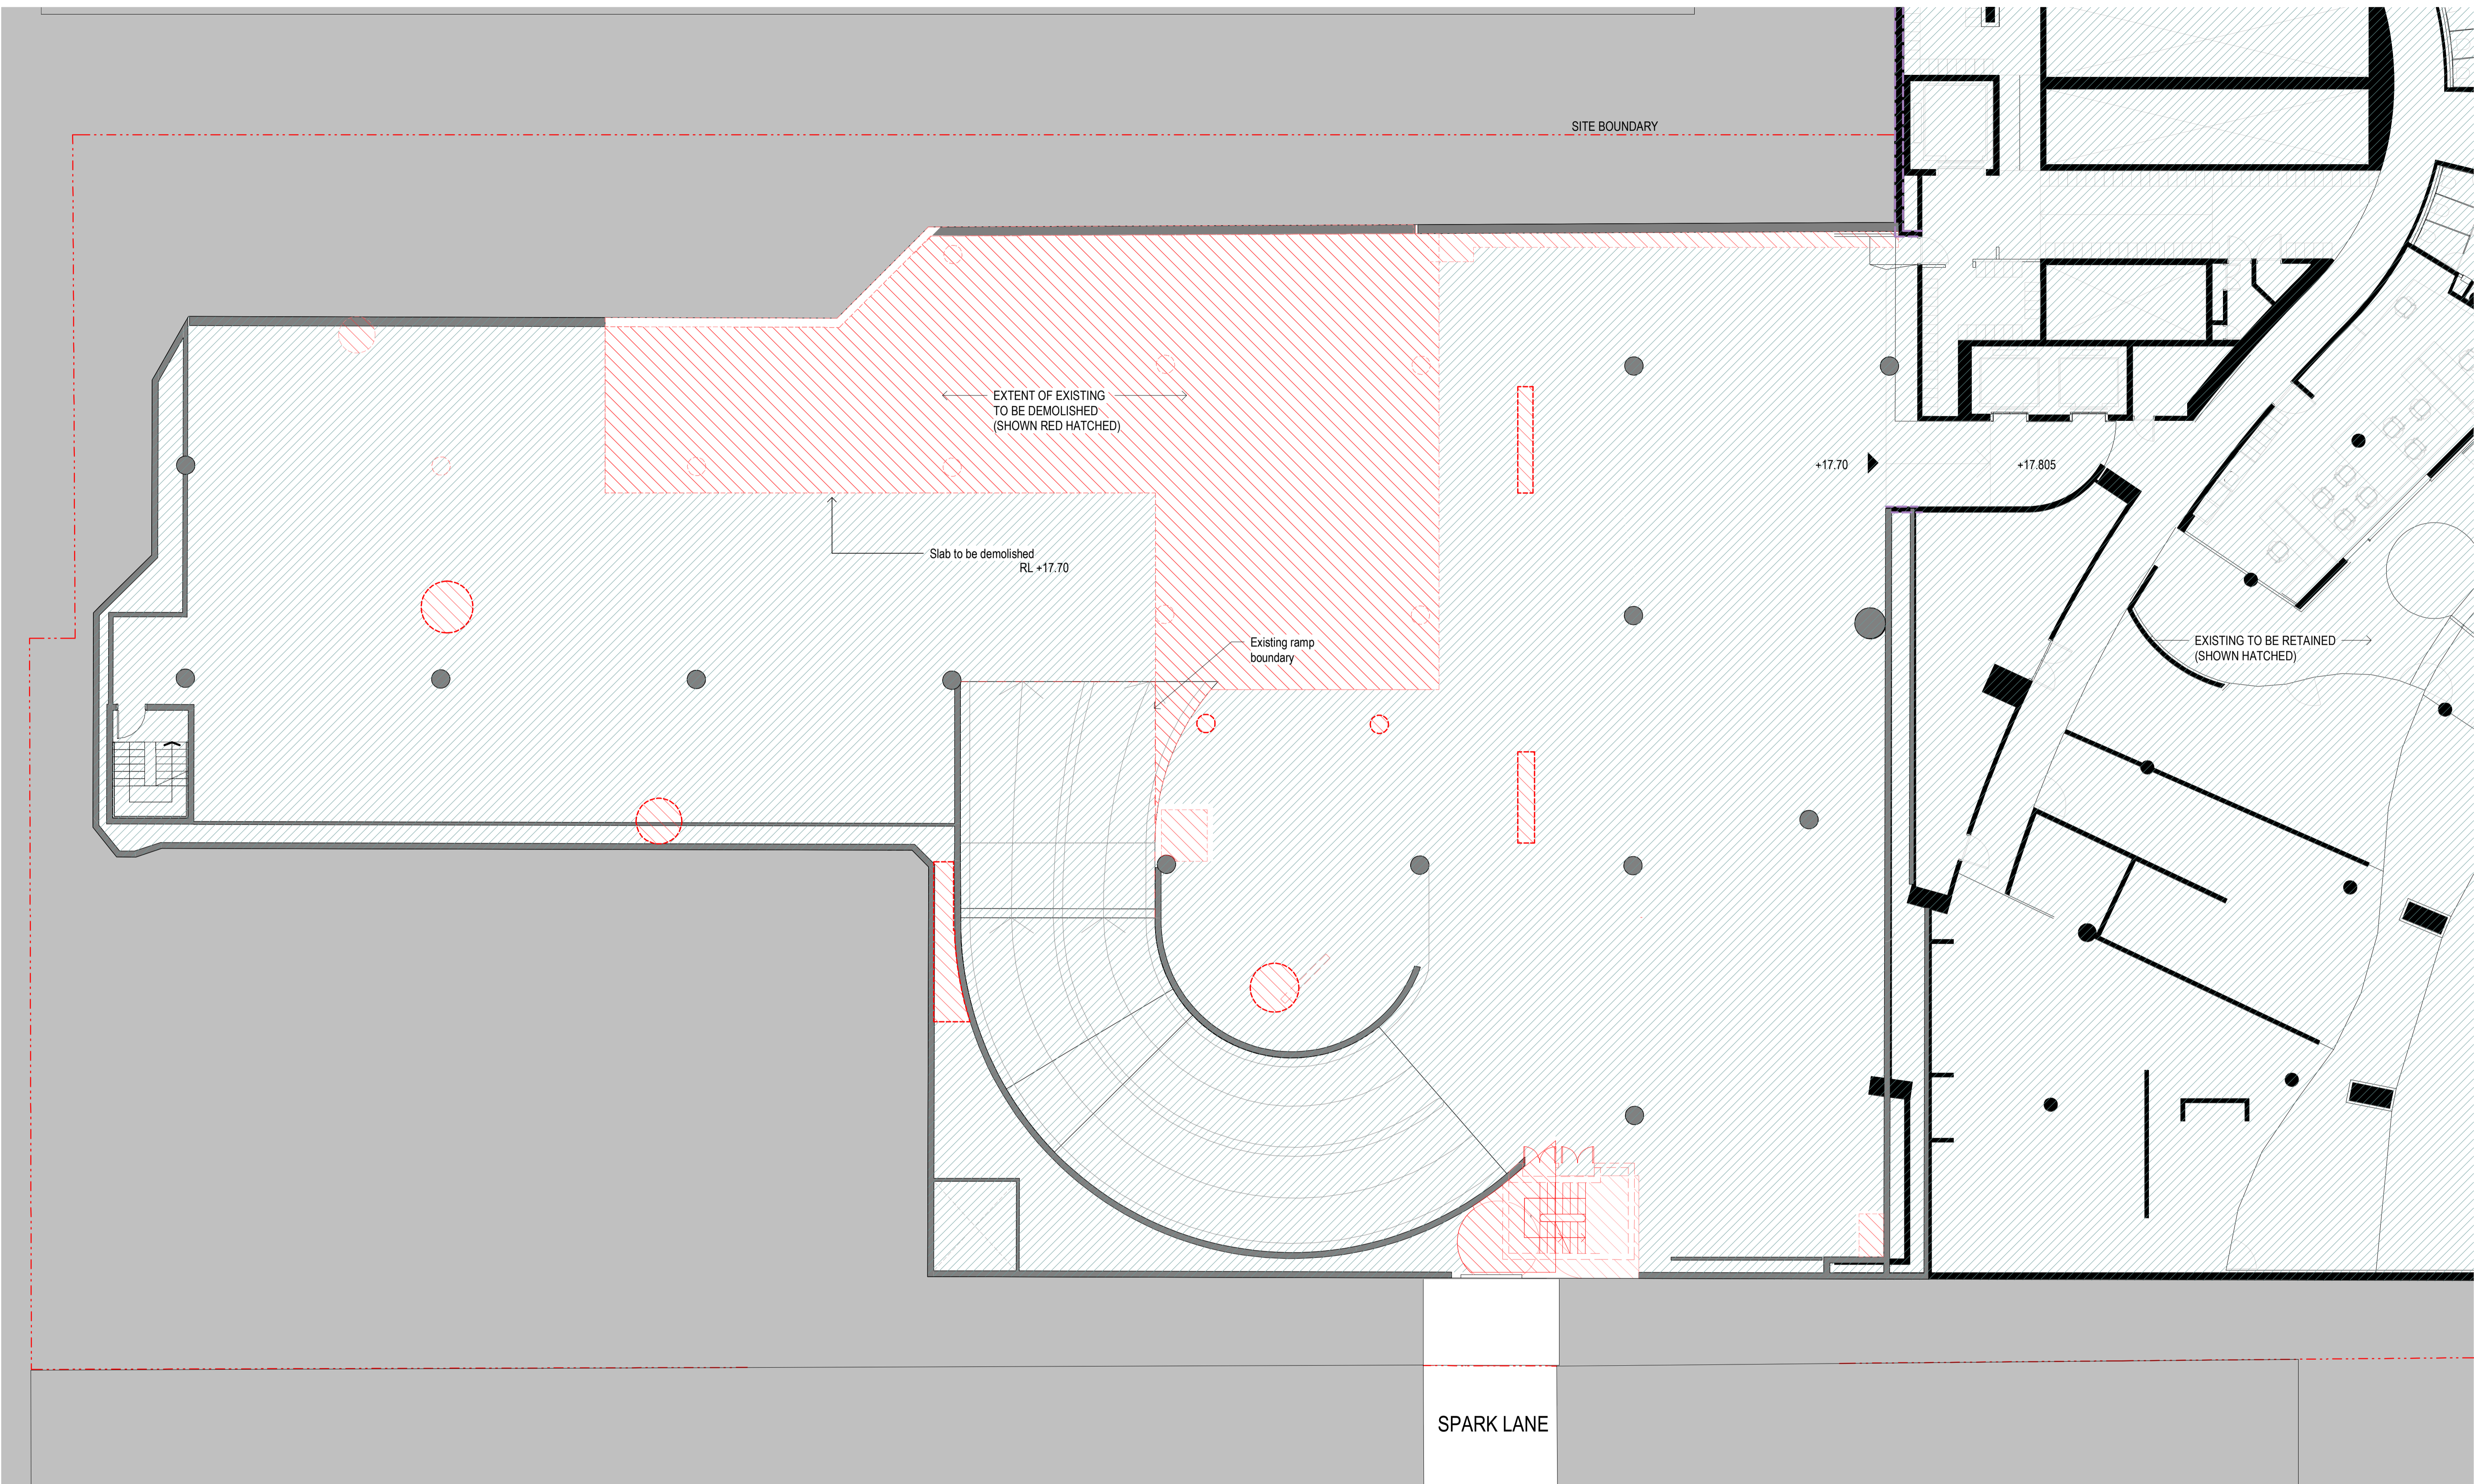 SITE BOUNDARY
EXTENT OF EXISTING
TO BE DEMOLISHED
(SHOWN RED HATCHED)
+17.70
+17.805
Slab to be demolished
RL +17.70
Existing ramp
boundary
EXISTING TO BE RETAINED
(SHOWN HATCHED)
SPARK LANE